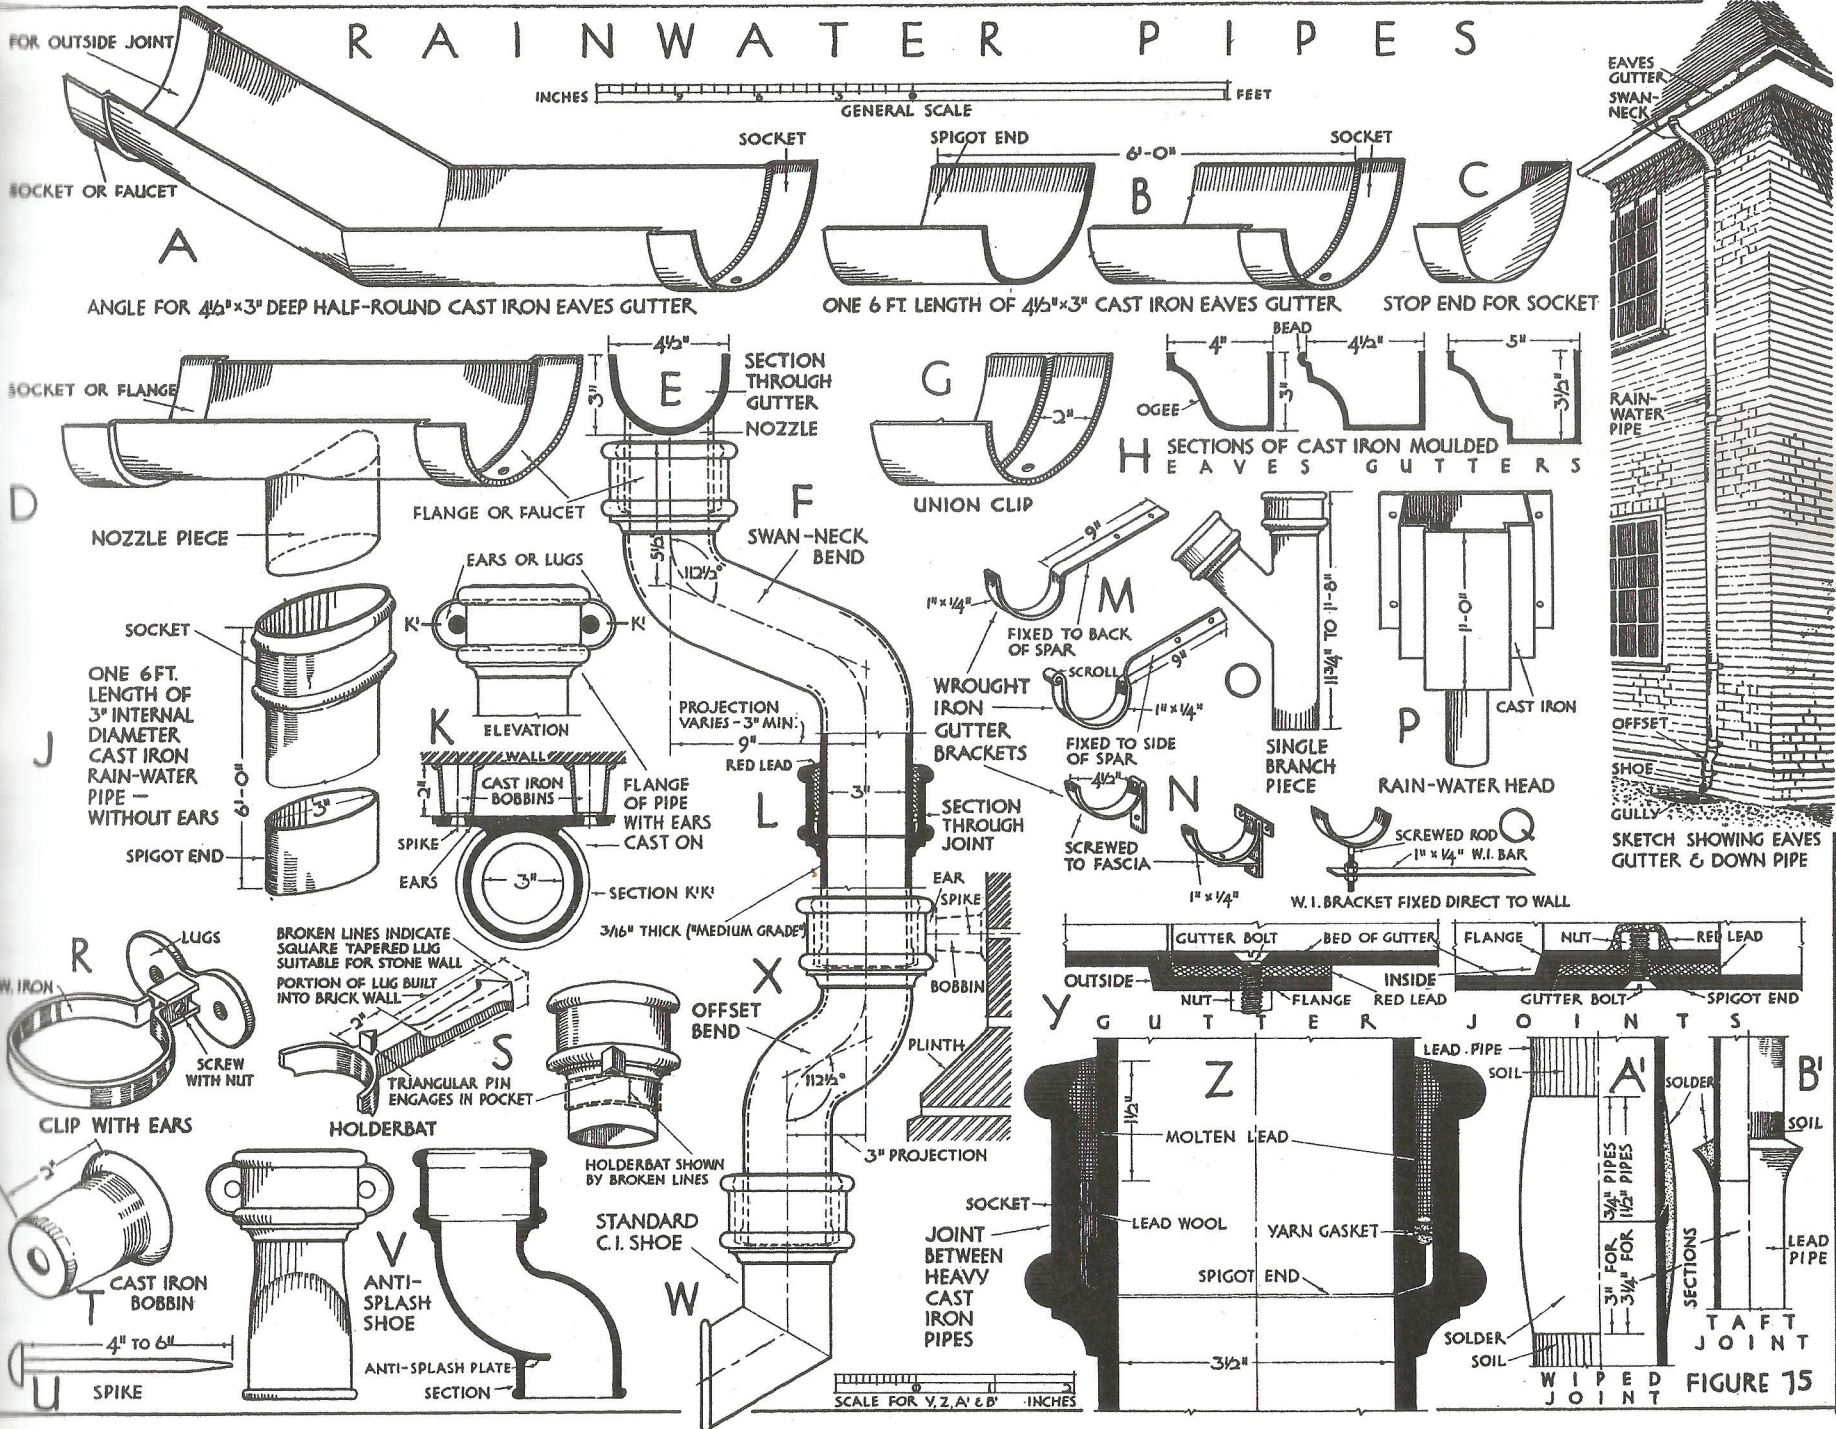 RAINWATER PIPES
FOR OUTSIDE JOINT
SOCKET OR FAUCET
A
ANGLE FOR 4½"×3" DEEP HALF-ROUND CAST IRON EAVES GUTTER
INCHES
9
6
3
0
FEET
GENERAL SCALE
SOCKET
SPIGOT END
6'-0"
SOCKET
B
ONE 6 FT. LENGTH OF 4½"×3" CAST IRON EAVES GUTTER
C
STOP END FOR SOCKET
EAVES
GUTTER
SWAN-
NECK
RAIN-
WATER
PIPE
OFFSET
SHOE
GULLY
SKETCH SHOWING EAVES
GUTTER & DOWN PIPE
SOCKET OR FLANGE
D
NOZZLE PIECE
FLANGE OR FAUCET
4½"
3"
E
SECTION
THROUGH
GUTTER
NOZZLE
G
2"
UNION CLIP
BEAD
4"
4½"
5"
OGEE
3"
3½"
H
SECTIONS OF CAST IRON MOULDED
EAVES GUTTERS
F
SWAN-NECK
BEND
5½"
112½°
EARS OR LUGS
K'
K'
K
ELEVATION
WALL
2"
CAST IRON
BOBBINS
SPIKE
EARS
3"
FLANGE
OF PIPE
WITH EARS
CAST ON
SECTION K'K'
SOCKET
J
ONE 6FT.
LENGTH OF
3" INTERNAL
DIAMETER
CAST IRON
RAIN-WATER
PIPE —
WITHOUT EARS
6'-0"
3"
SPIGOT END
PROJECTION
VARIES - 3" MIN.
9"
RED LEAD
L
3"
SECTION
THROUGH
JOINT
3/16" THICK ("MEDIUM GRADE")
9"
M
1"×¼"
FIXED TO BACK
OF SPAR
SCROLL
9"
1"×¼"
FIXED TO SIDE
OF SPAR
WROUGHT
IRON
GUTTER
BRACKETS
4½"
N
SCREWED
TO FASCIA
1"×¼"
O
11¾" TO 1'-8"
SINGLE
BRANCH
PIECE
P
1'-0"
CAST IRON
RAIN-WATER HEAD
Q
SCREWED ROD
1"×¼" W.I. BAR
W.I. BRACKET FIXED DIRECT TO WALL
R
LUGS
W. IRON
SCREW
WITH NUT
CLIP WITH EARS
BROKEN LINES INDICATE
SQUARE TAPERED LUG
SUITABLE FOR STONE WALL
PORTION OF LUG BUILT
INTO BRICK WALL
2"
S
TRIANGULAR PIN
ENGAGES IN POCKET
HOLDERBAT
HOLDERBAT SHOWN
BY BROKEN LINES
EAR
SPIKE
BOBBIN
X
OFFSET
BEND
112½°
PLINTH
3" PROJECTION
GUTTER BOLT
BED OF GUTTER
OUTSIDE
INSIDE
NUT
FLANGE
RED LEAD
FLANGE
NUT
RED LEAD
GUTTER BOLT
SPIGOT END
Y
GUTTER JOINTS
2"
T
CAST IRON
BOBBIN
4" TO 6"
U
SPIKE
V
ANTI-
SPLASH
SHOE
ANTI-SPLASH PLATE
SECTION
STANDARD
C.I. SHOE
W
Z
1½"
MOLTEN LEAD
SOCKET
LEAD WOOL
YARN GASKET
SPIGOT END
3½"
JOINT
BETWEEN
HEAVY
CAST
IRON
PIPES
0
1
2
SCALE FOR Y, Z, A' & B' INCHES
LEAD PIPE
SOIL
A'
SOLDER
3" FOR ¾" PIPES
3¼" FOR 1½" PIPES
SECTIONS
SOLDER
SOIL
WIPED
JOINT
B'
SOIL
LEAD
PIPE
TAFT
JOINT
FIGURE 15